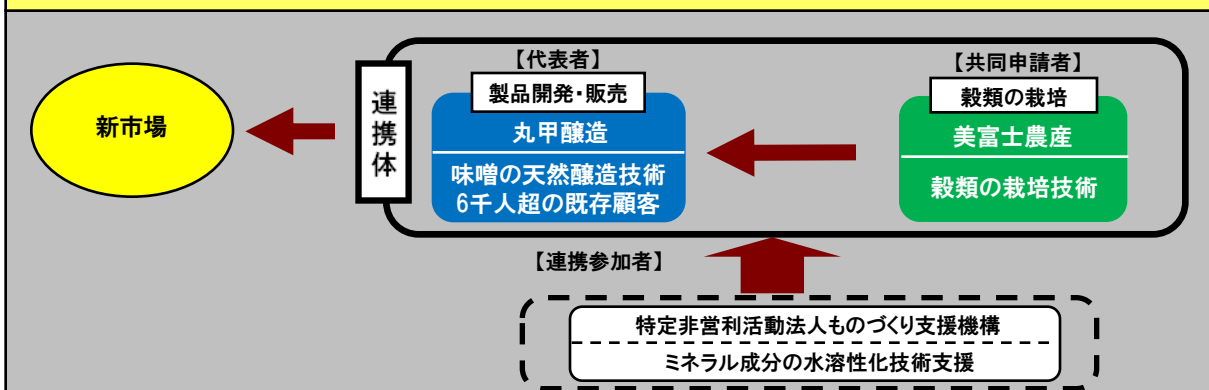 【代表者】
【共同申請者】
連携体
製品開発・販売
穀類の栽培
新市場
丸甲醸造
美富士農産
味噌の天然醸造技術
6千人超の既存顧客
穀類の栽培技術
【連携参加者】
特定非営利活動法人ものづくり支援機構
ミネラル成分の水溶性化技術支援